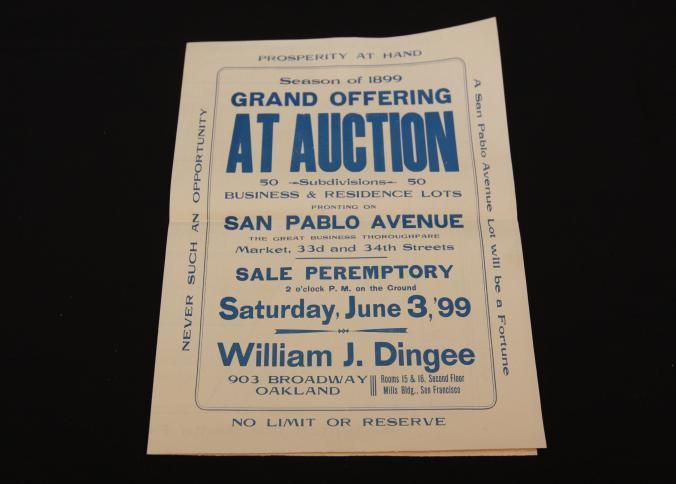 PROSPERITY AT HAND
Season of 1899
GRAND OFFERING
AT AUCTION
50 Subdivisions 50
BUSINESS & RESIDENCE LOTS
FRONTING ON
SAN PABLO AVENUE
THE GREAT BUSINESS THOROUGHFARE
Market, 33d and 34th Streets
SALE PEREMPTORY
2 o'clock P. M. on the Ground
Saturday, June 3, '99
William J. Dingee
903 BROADWAY
OAKLAND
Rooms 15 & 16, Second Floor
Mills Bldg., San Francisco
NO LIMIT OR RESERVE
NEVER SUCH AN OPPORTUNITY
A San Pablo Avenue Lot will be a Fortune